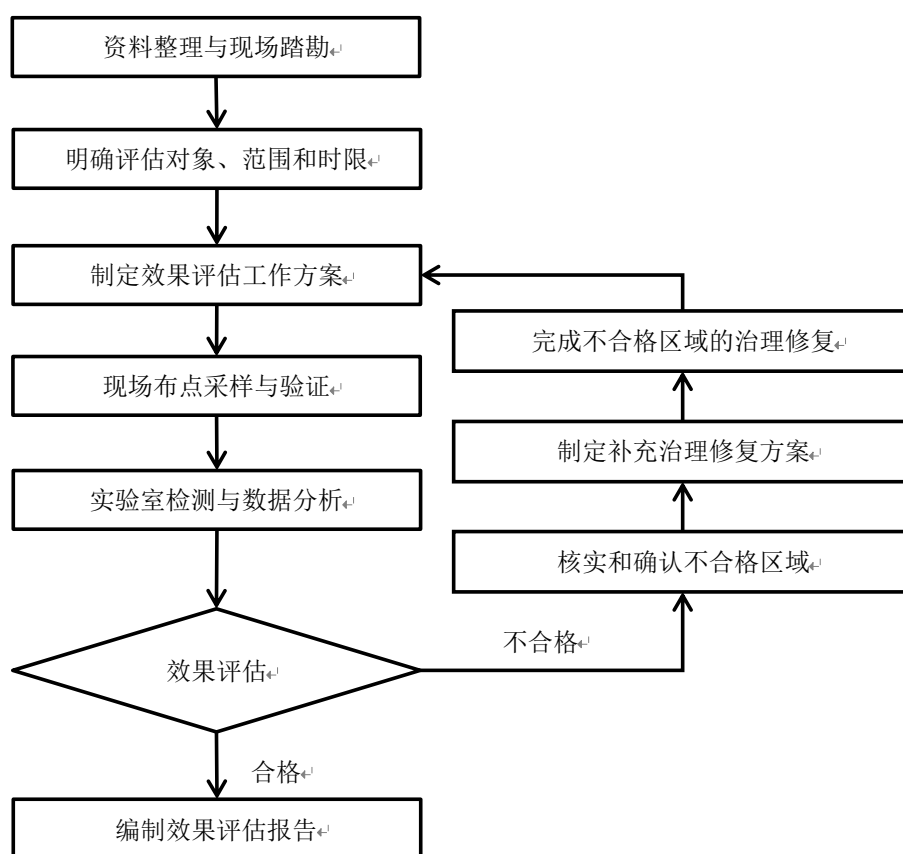 资料整理与现场踏勘
明确评估对象、范围和时限
制定效果评估工作方案
现场布点采样与验证
实验室检测与数据分析
效果评估
不合格
核实和确认不合格区域
制定补充治理修复方案
完成不合格区域的治理修复
合格
编制效果评估报告